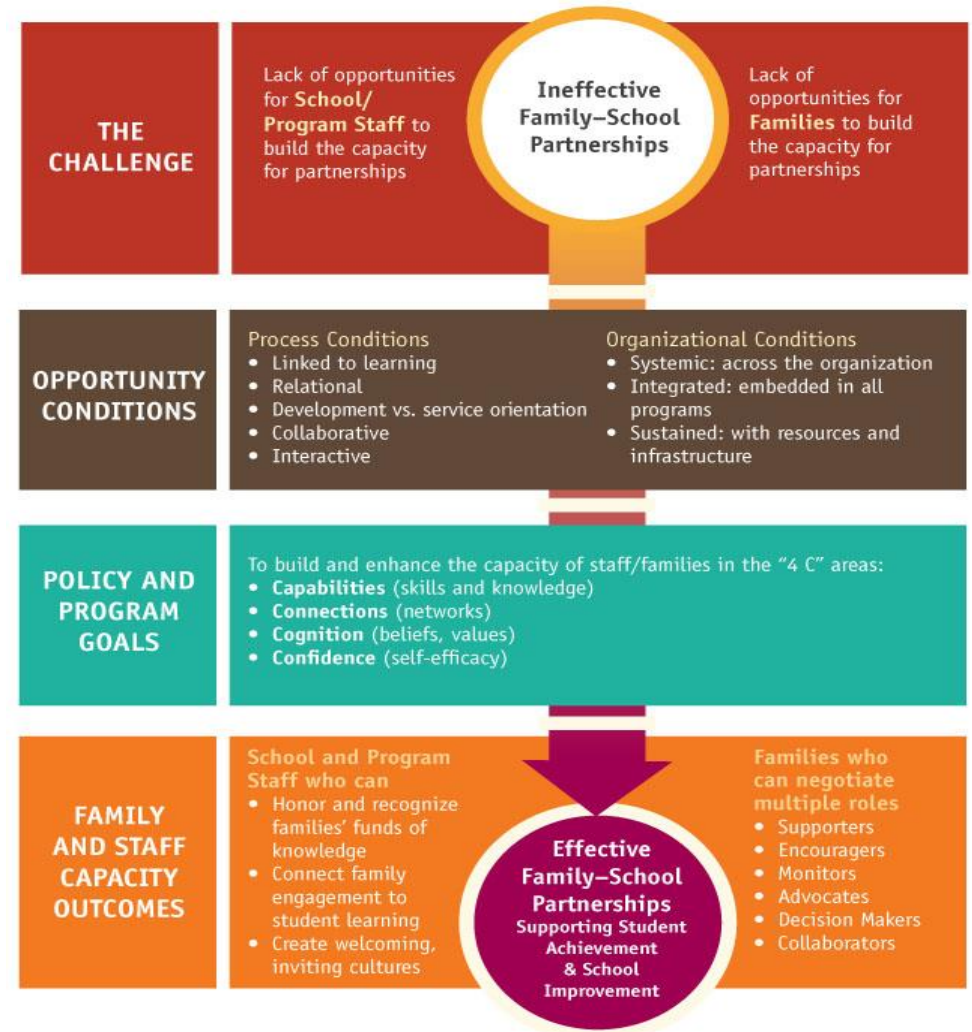 THE
CHALLENGE
Lack of opportunities
for School/
Program Staff to
build the capacity
for partnerships
Ineffective
Family–School
Partnerships
Lack of
opportunities for
Families to build
the capacity for
partnerships
OPPORTUNITY
CONDITIONS
Process Conditions
• Linked to learning
• Relational
• Development vs. service orientation
• Collaborative
• Interactive
Organizational Conditions
• Systemic: across the organization
• Integrated: embedded in all
programs
• Sustained: with resources and
infrastructure
POLICY AND
PROGRAM
GOALS
To build and enhance the capacity of staff/families in the “4 C” areas:
• Capabilities (skills and knowledge)
• Connections (networks)
• Cognition (beliefs, values)
• Confidence (self-efficacy)
FAMILY
AND STAFF
CAPACITY
OUTCOMES
School and Program
Staff who can
• Honor and recognize
families’ funds of
knowledge
• Connect family
engagement to
student learning
• Create welcoming,
inviting cultures
Effective
Family–School
Partnerships
Supporting Student
Achievement
& School
Improvement
Families who
can negotiate
multiple roles
• Supporters
• Encouragers
• Monitors
• Advocates
• Decision Makers
• Collaborators